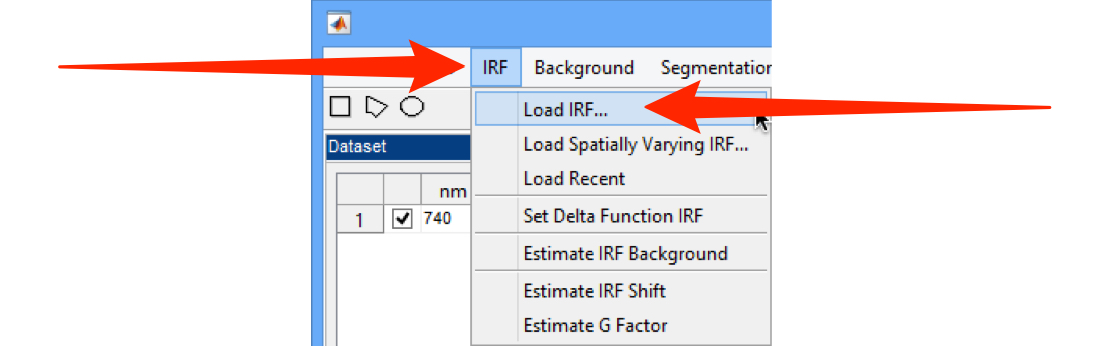 IRF Background Segmentation
Load IRF...
Dataset
Load Spatially Varying IRF...
nm
Load Recent
1 740
Set Delta Function IRF
Estimate IRF Background
Estimate IRF Shift
Estimate G Factor